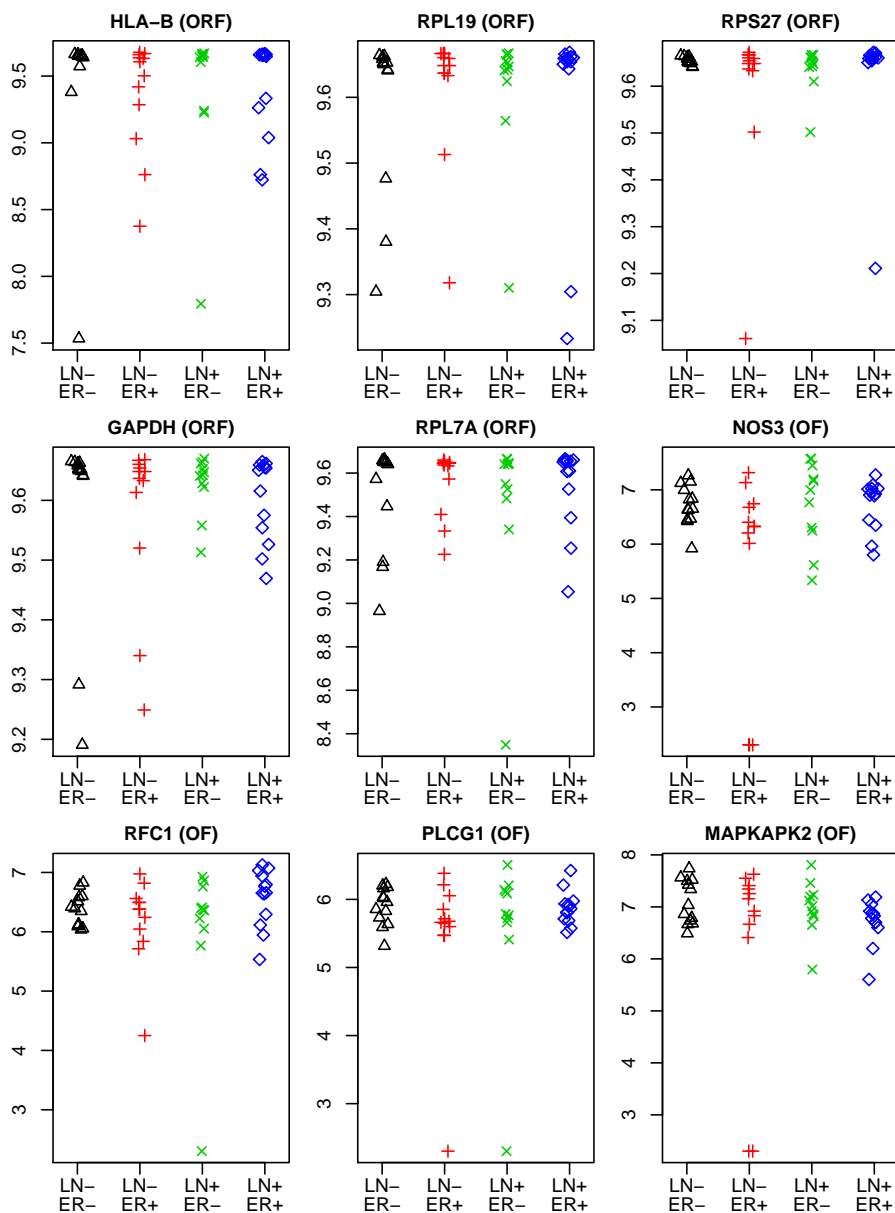 HLA−B (ORF)
7.5 8.0 8.5 9.0 9.5
LN− LN− LN+ LN+
ER− ER+ ER− ER+
RPL19 (ORF)
9.3 9.4 9.5 9.6
LN− LN− LN+ LN+
ER− ER+ ER− ER+
RPS27 (ORF)
9.1 9.2 9.3 9.4 9.5 9.6
LN− LN− LN+ LN+
ER− ER+ ER− ER+
GAPDH (ORF)
9.2 9.3 9.4 9.5 9.6
LN− LN− LN+ LN+
ER− ER+ ER− ER+
RPL7A (ORF)
8.4 8.6 8.8 9.0 9.2 9.4 9.6
LN− LN− LN+ LN+
ER− ER+ ER− ER+
NOS3 (OF)
3 4 5 6 7
LN− LN− LN+ LN+
ER− ER+ ER− ER+
RFC1 (OF)
3 4 5 6 7
LN− LN− LN+ LN+
ER− ER+ ER− ER+
PLCG1 (OF)
3 4 5 6
LN− LN− LN+ LN+
ER− ER+ ER− ER+
MAPKAPK2 (OF)
3 4 5 6 7 8
LN− LN− LN+ LN+
ER− ER+ ER− ER+